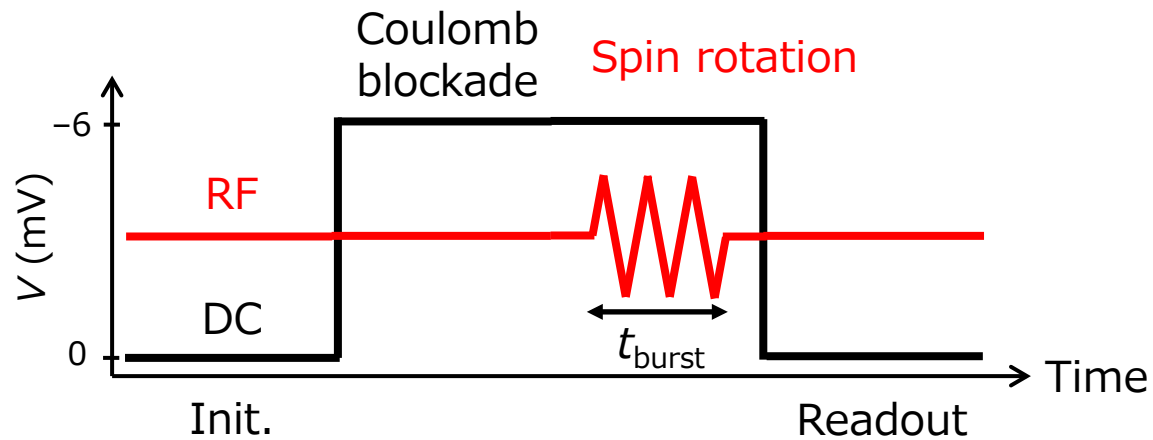 Coulomb
blockade
Spin rotation
–6
RF
V (mV)
DC
t_burst
0
Time
Init.
Readout